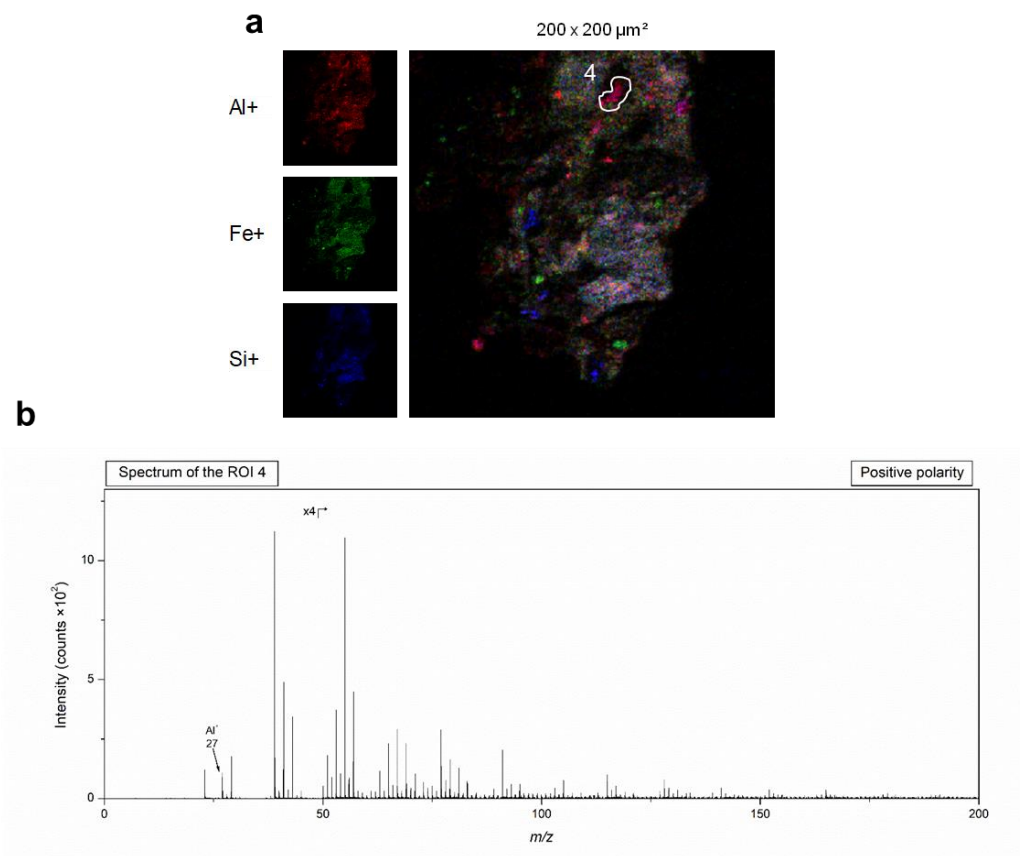 a
200 x 200 µm²
4
Al+
Fe+
Si+
b
Spectrum of the ROI 4
Positive polarity
x4
10
5
0
Al+
27
Intensity (counts ×10²)
0
50
100
150
200
m/z